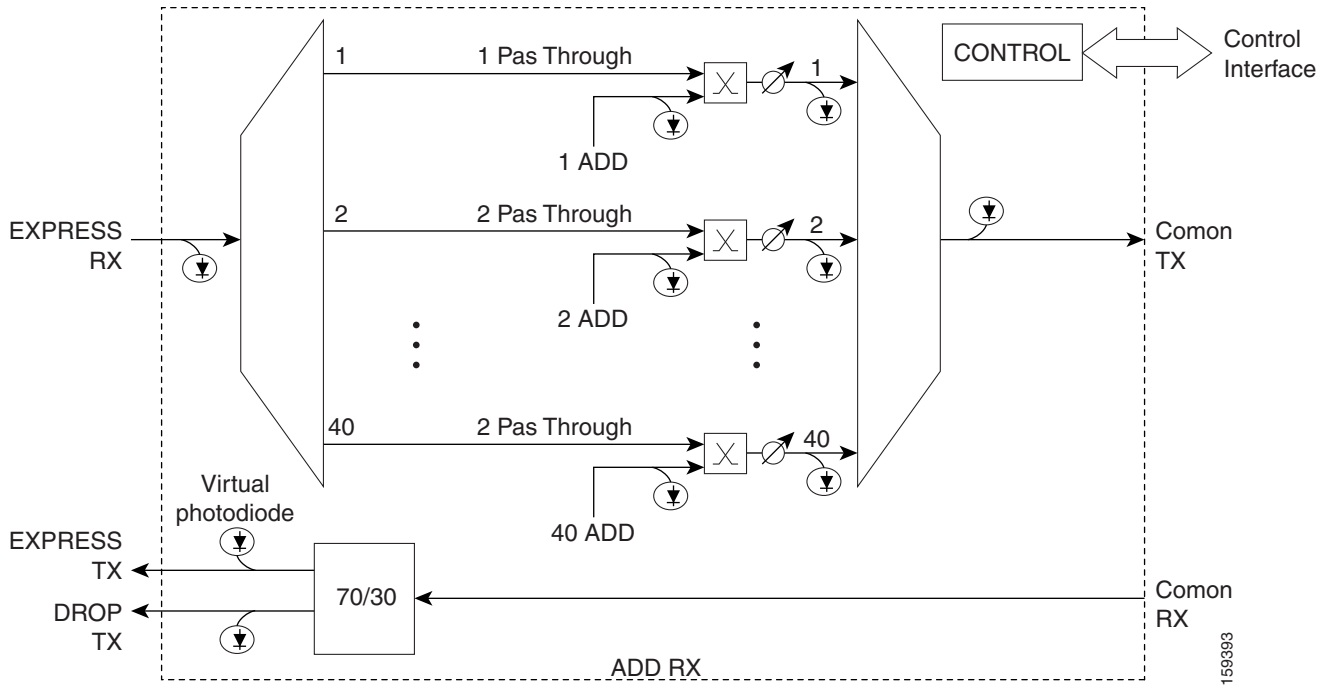 1
1 Pas Through
1
CONTROL
Control
Interface
1 ADD
EXPRESS
RX
2
2 Pas Through
2
Comon
TX
2 ADD
40
2 Pas Through
40
40 ADD
Virtual
photodiode
EXPRESS
TX
DROP
TX
70/30
Comon
RX
ADD RX
159393